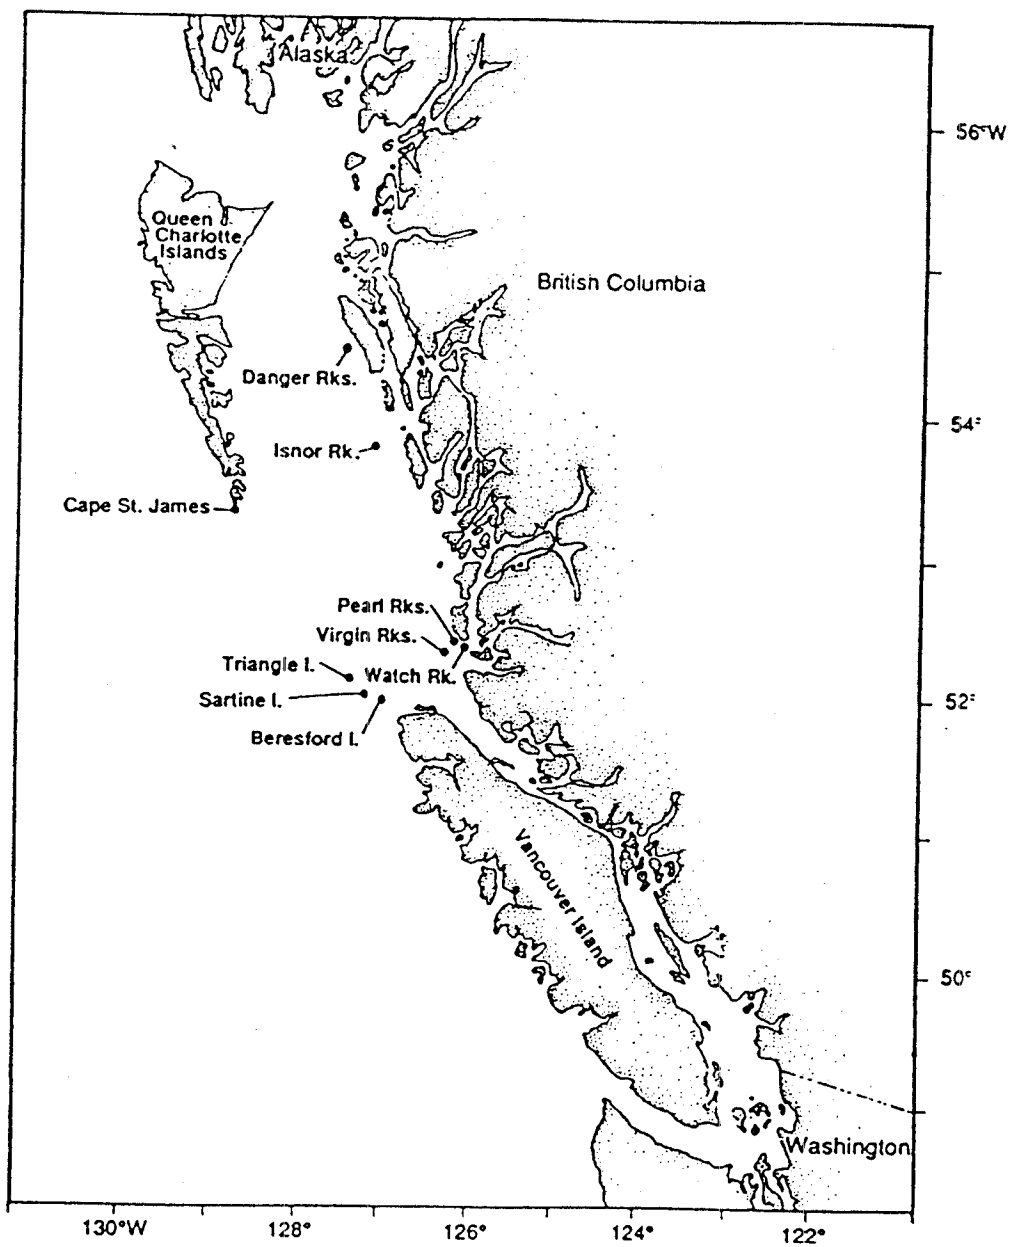 Alaska
56°W
Queen
Charlotte
Islands
British Columbia
Danger Rks.
54°
Isnor Rk.
Cape St. James
Pearl Rks.
Virgin Rks.
Triangle I.
Watch Rk.
Sartine I.
52°
Beresford I.
Vancouver Island
50°
Washington
130°W
128°
126°
124°
122°